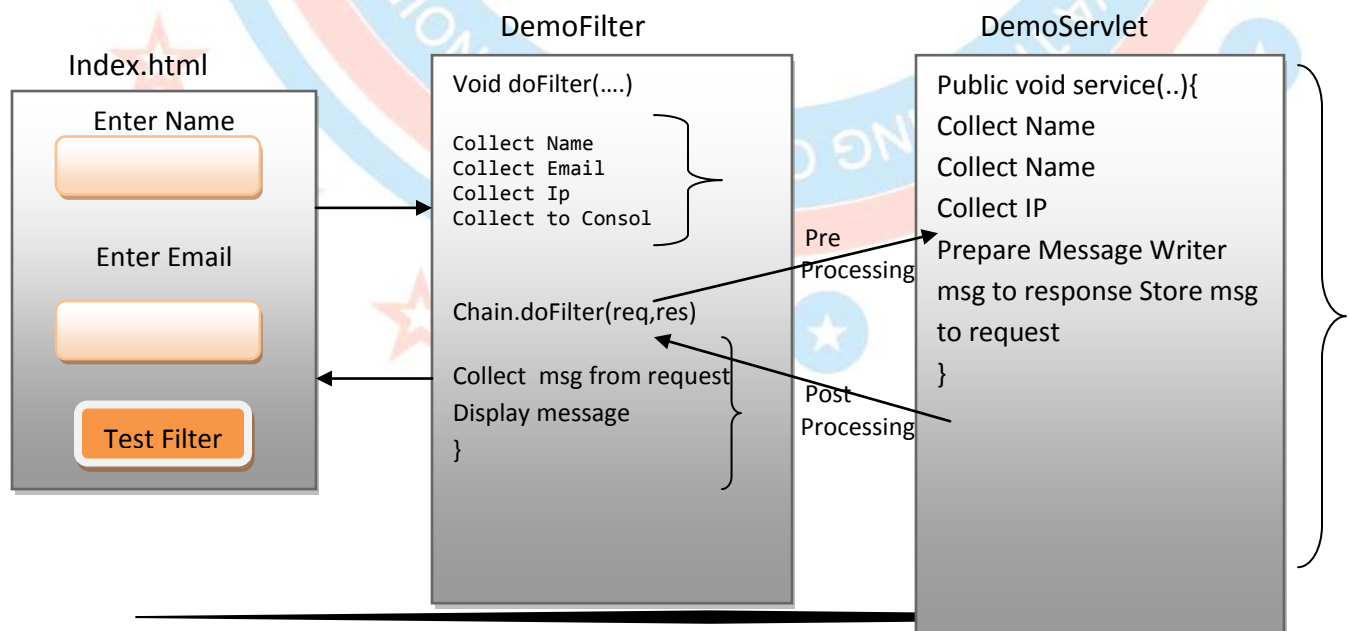 Index.html
Enter Name
Enter Email
Test Filter
DemoFilter
Void doFilter(....)
Collect Name
Collect Email
Collect Ip
Collect to Consol
Chain.doFilter(req,res)
Collect msg from request
Display message
}
Pre
Processing
Post
Processing
DemoServlet
Public void service(..){
Collect Name
Collect Name
Collect IP
Prepare Message Writer
msg to response Store msg
to request
}